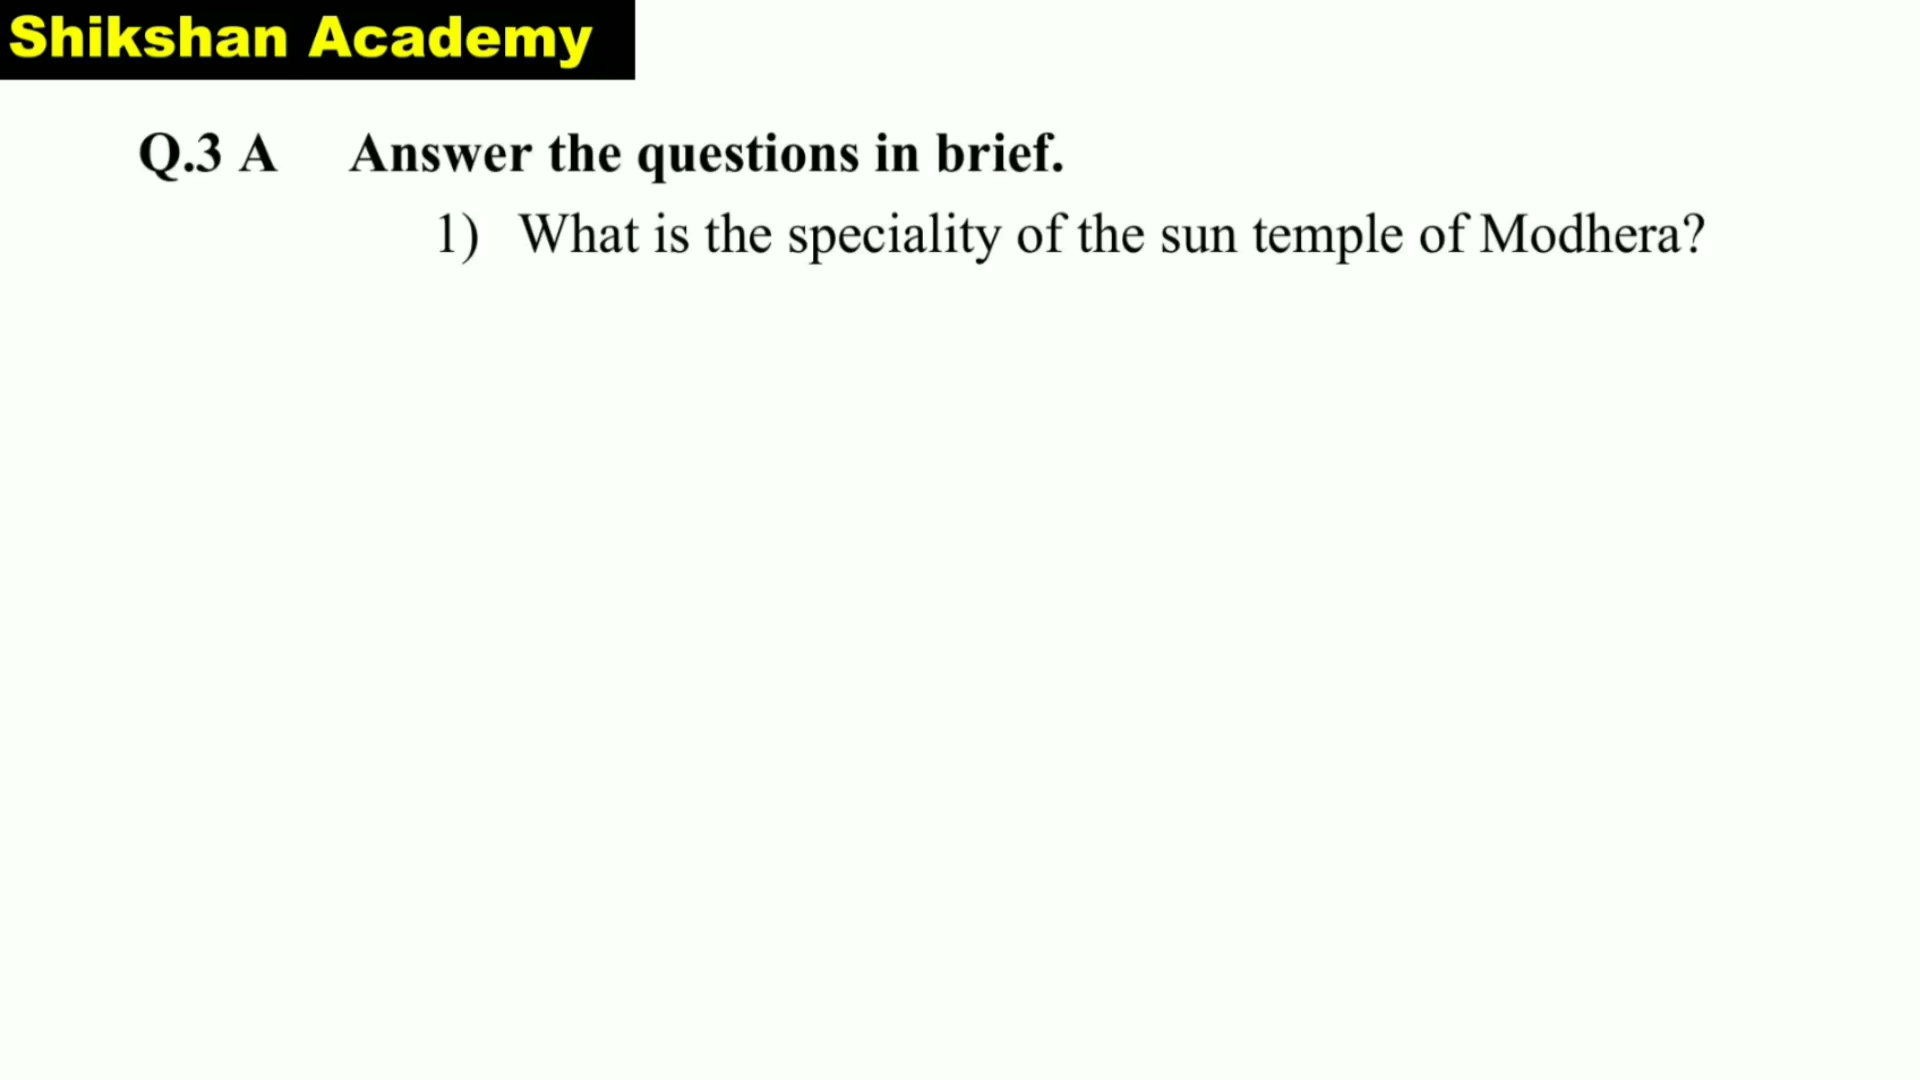 Shikshan Academy
Q.3 A Answer the questions in brief.
1) What is the speciality of the sun temple of Modhera?